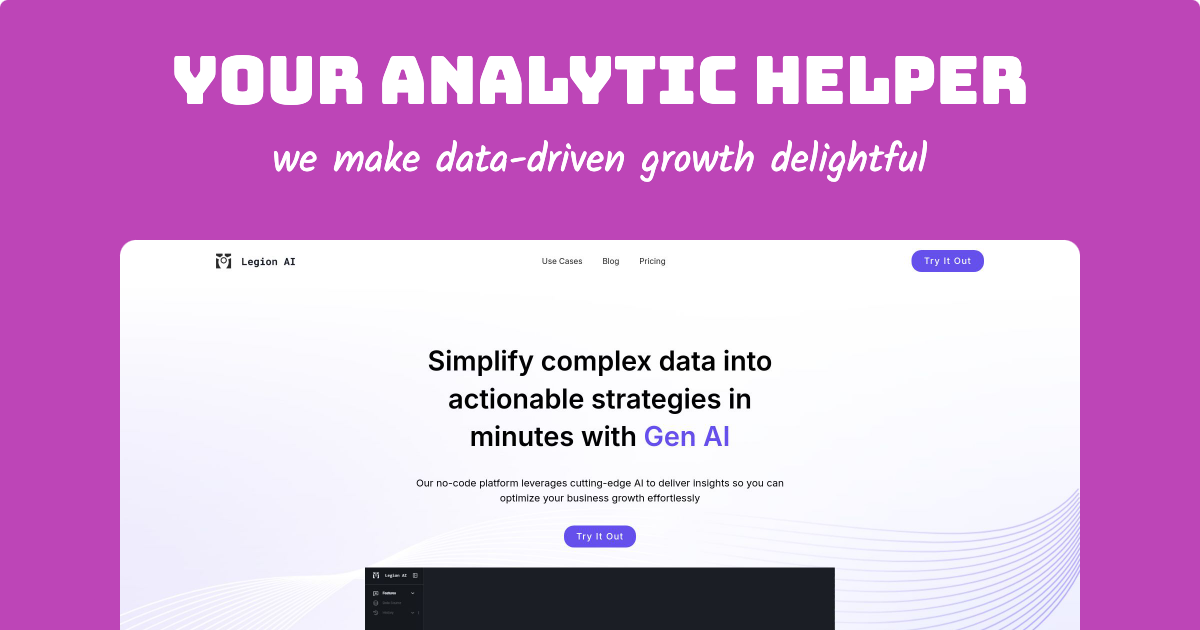 YOUR ANALYTIC HELPER
we make data-driven growth delightful
Legion AI
Use Cases Blog Pricing
Try It Out
Simplify complex data into
actionable strategies in
minutes with Gen AI
Our no-code platform leverages cutting-edge AI to deliver insights so you can
optimize your business growth effortlessly
Try It Out
Legion AI
Features
History